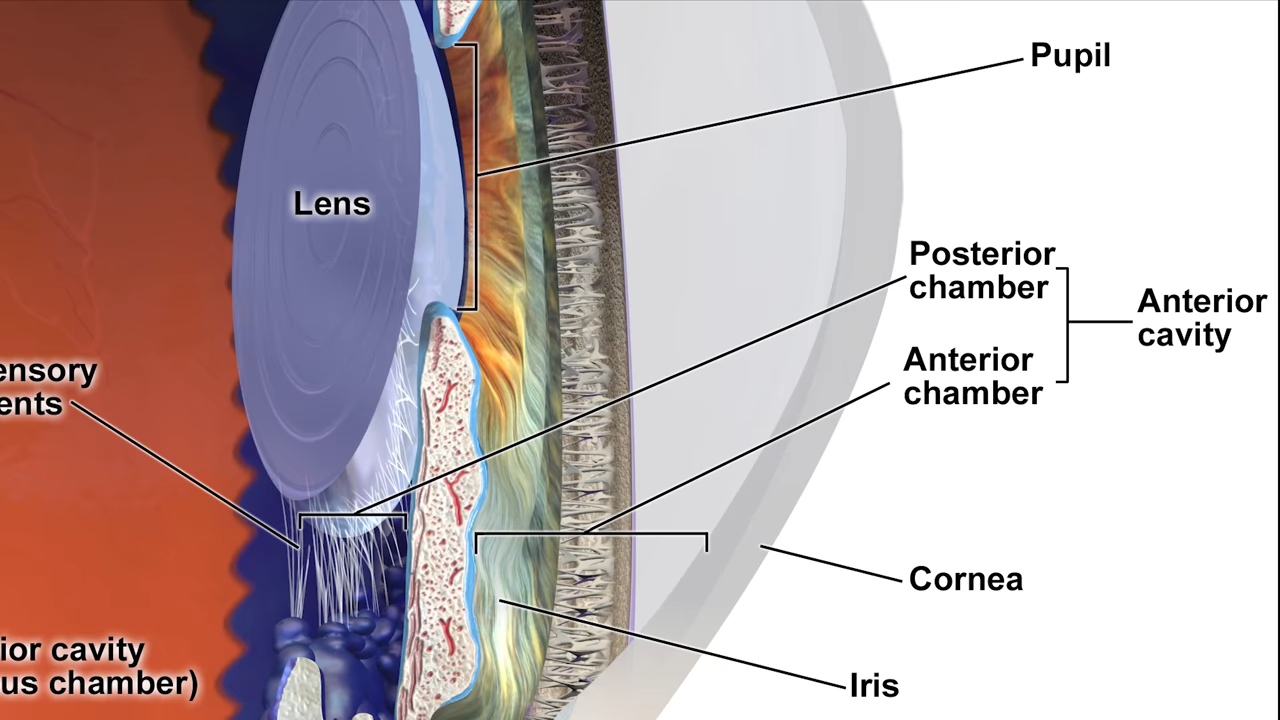 Pupil
Lens
Posterior
chamber
Anterior
cavity
Anterior
chamber
ensory
ents
Cornea
ior cavity
us chamber)
Iris